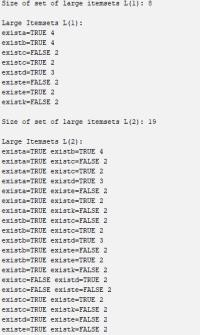 Size of set of large itemsets L(1): 8
Large Itemsets L(1):
exista=TRUE 4
existb=TRUE 4
existc=FALSE 2
existc=TRUE 2
existd=TRUE 3
existe=FALSE 2
existe=TRUE 2
existk=FALSE 2
Size of set of large itemsets L(2): 19
Large Itemsets L(2):
exista=TRUE existb=TRUE 4
exista=TRUE existc=FALSE 2
exista=TRUE existc=TRUE 2
exista=TRUE existd=TRUE 3
exista=TRUE existe=FALSE 2
exista=TRUE existe=TRUE 2
exista=TRUE existk=FALSE 2
existb=TRUE existc=FALSE 2
existb=TRUE existc=TRUE 2
existb=TRUE existd=TRUE 3
existb=TRUE existe=FALSE 2
existb=TRUE existe=TRUE 2
existb=TRUE existk=FALSE 2
existc=FALSE existd=TRUE 2
existc=FALSE existe=FALSE 2
existc=TRUE existe=TRUE 2
existc=TRUE existk=FALSE 2
existd=TRUE existe=FALSE 2
existe=TRUE existk=FALSE 2